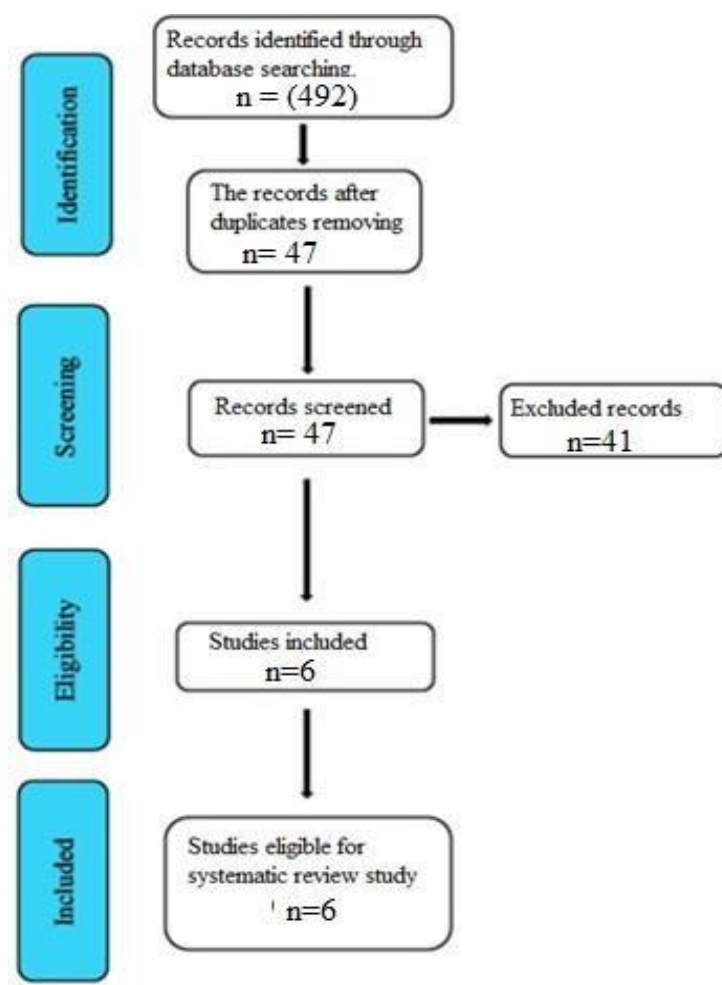 Identification
Records identified through
database searching.
n = (492)
The records after
duplicates removing
n= 47
Screening
Records screened
n= 47
Excluded records
n=41
Eligibility
Studies included
n=6
Included
Studies eligible for
systematic review study
n=6